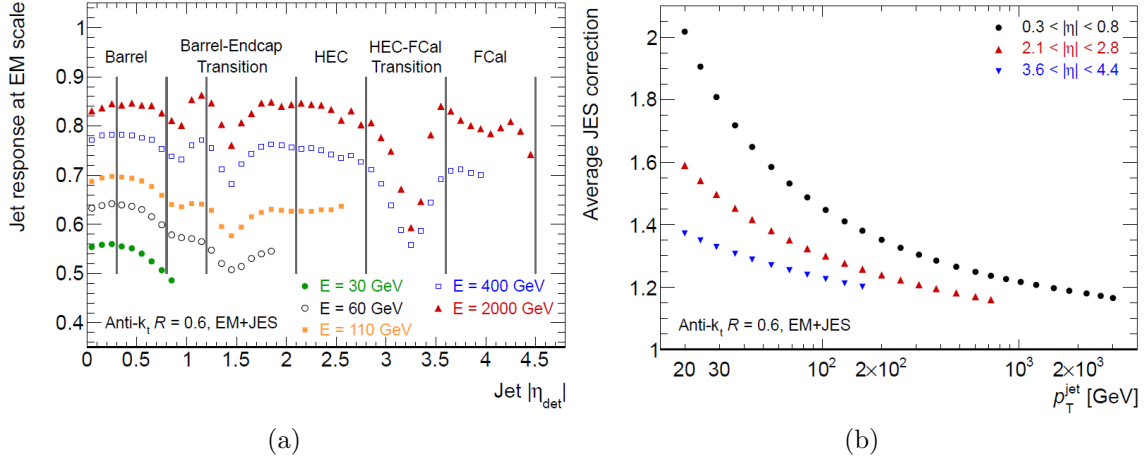 Jet response at EM scale
1
0.9
0.8
0.7
0.6
0.5
0.4
Barrel
Barrel-Endcap
Transition
HEC
HEC-FCal
Transition
FCal
E = 30 GeV
E = 60 GeV
E = 110 GeV
E = 400 GeV
E = 2000 GeV
Anti-kt R = 0.6, EM+JES
0 0.5 1 1.5 2 2.5 3 3.5 4 4.5
Jet |ηdet|
(a)
Average JES correction
2
1.8
1.6
1.4
1.2
1
0.3 < |η| < 0.8
2.1 < |η| < 2.8
3.6 < |η| < 4.4
Anti-kt R = 0.6, EM+JES
20 30 10² 2×10² 10³ 2×10³
pTjet [GeV]
(b)